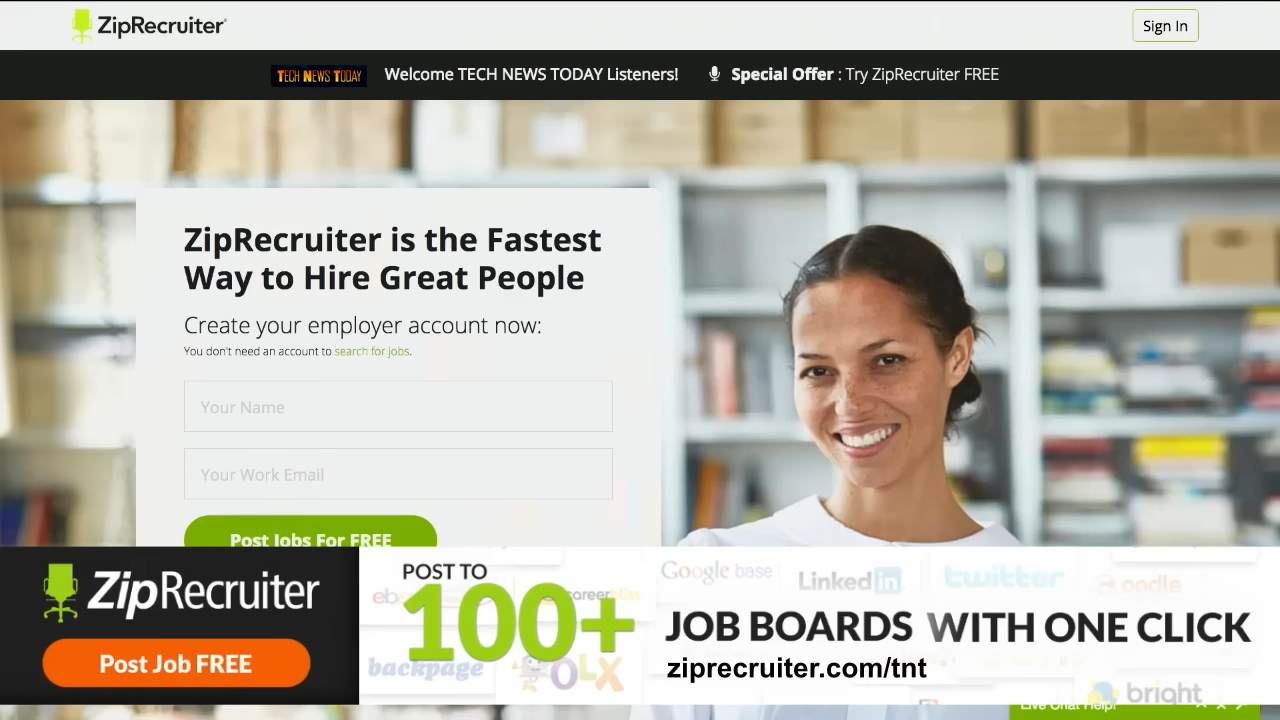 ZipRecruiter
Sign In
TECH NEWS TODAY
Welcome TECH NEWS TODAY Listeners!
Special Offer : Try ZipRecruiter FREE
ZipRecruiter is the Fastest
Way to Hire Great People
Create your employer account now:
You don't need an account to search for jobs.
Your Name
Your Work Email
Post Jobs For FREE
ZipRecruiter
Post Job FREE
POST TO
100+
JOB BOARDS WITH ONE CLICK
ziprecruiter.com/tnt
Google base
LinkedIn
twitter
oodle
backpage
OLX
bright
Live Chat Help!